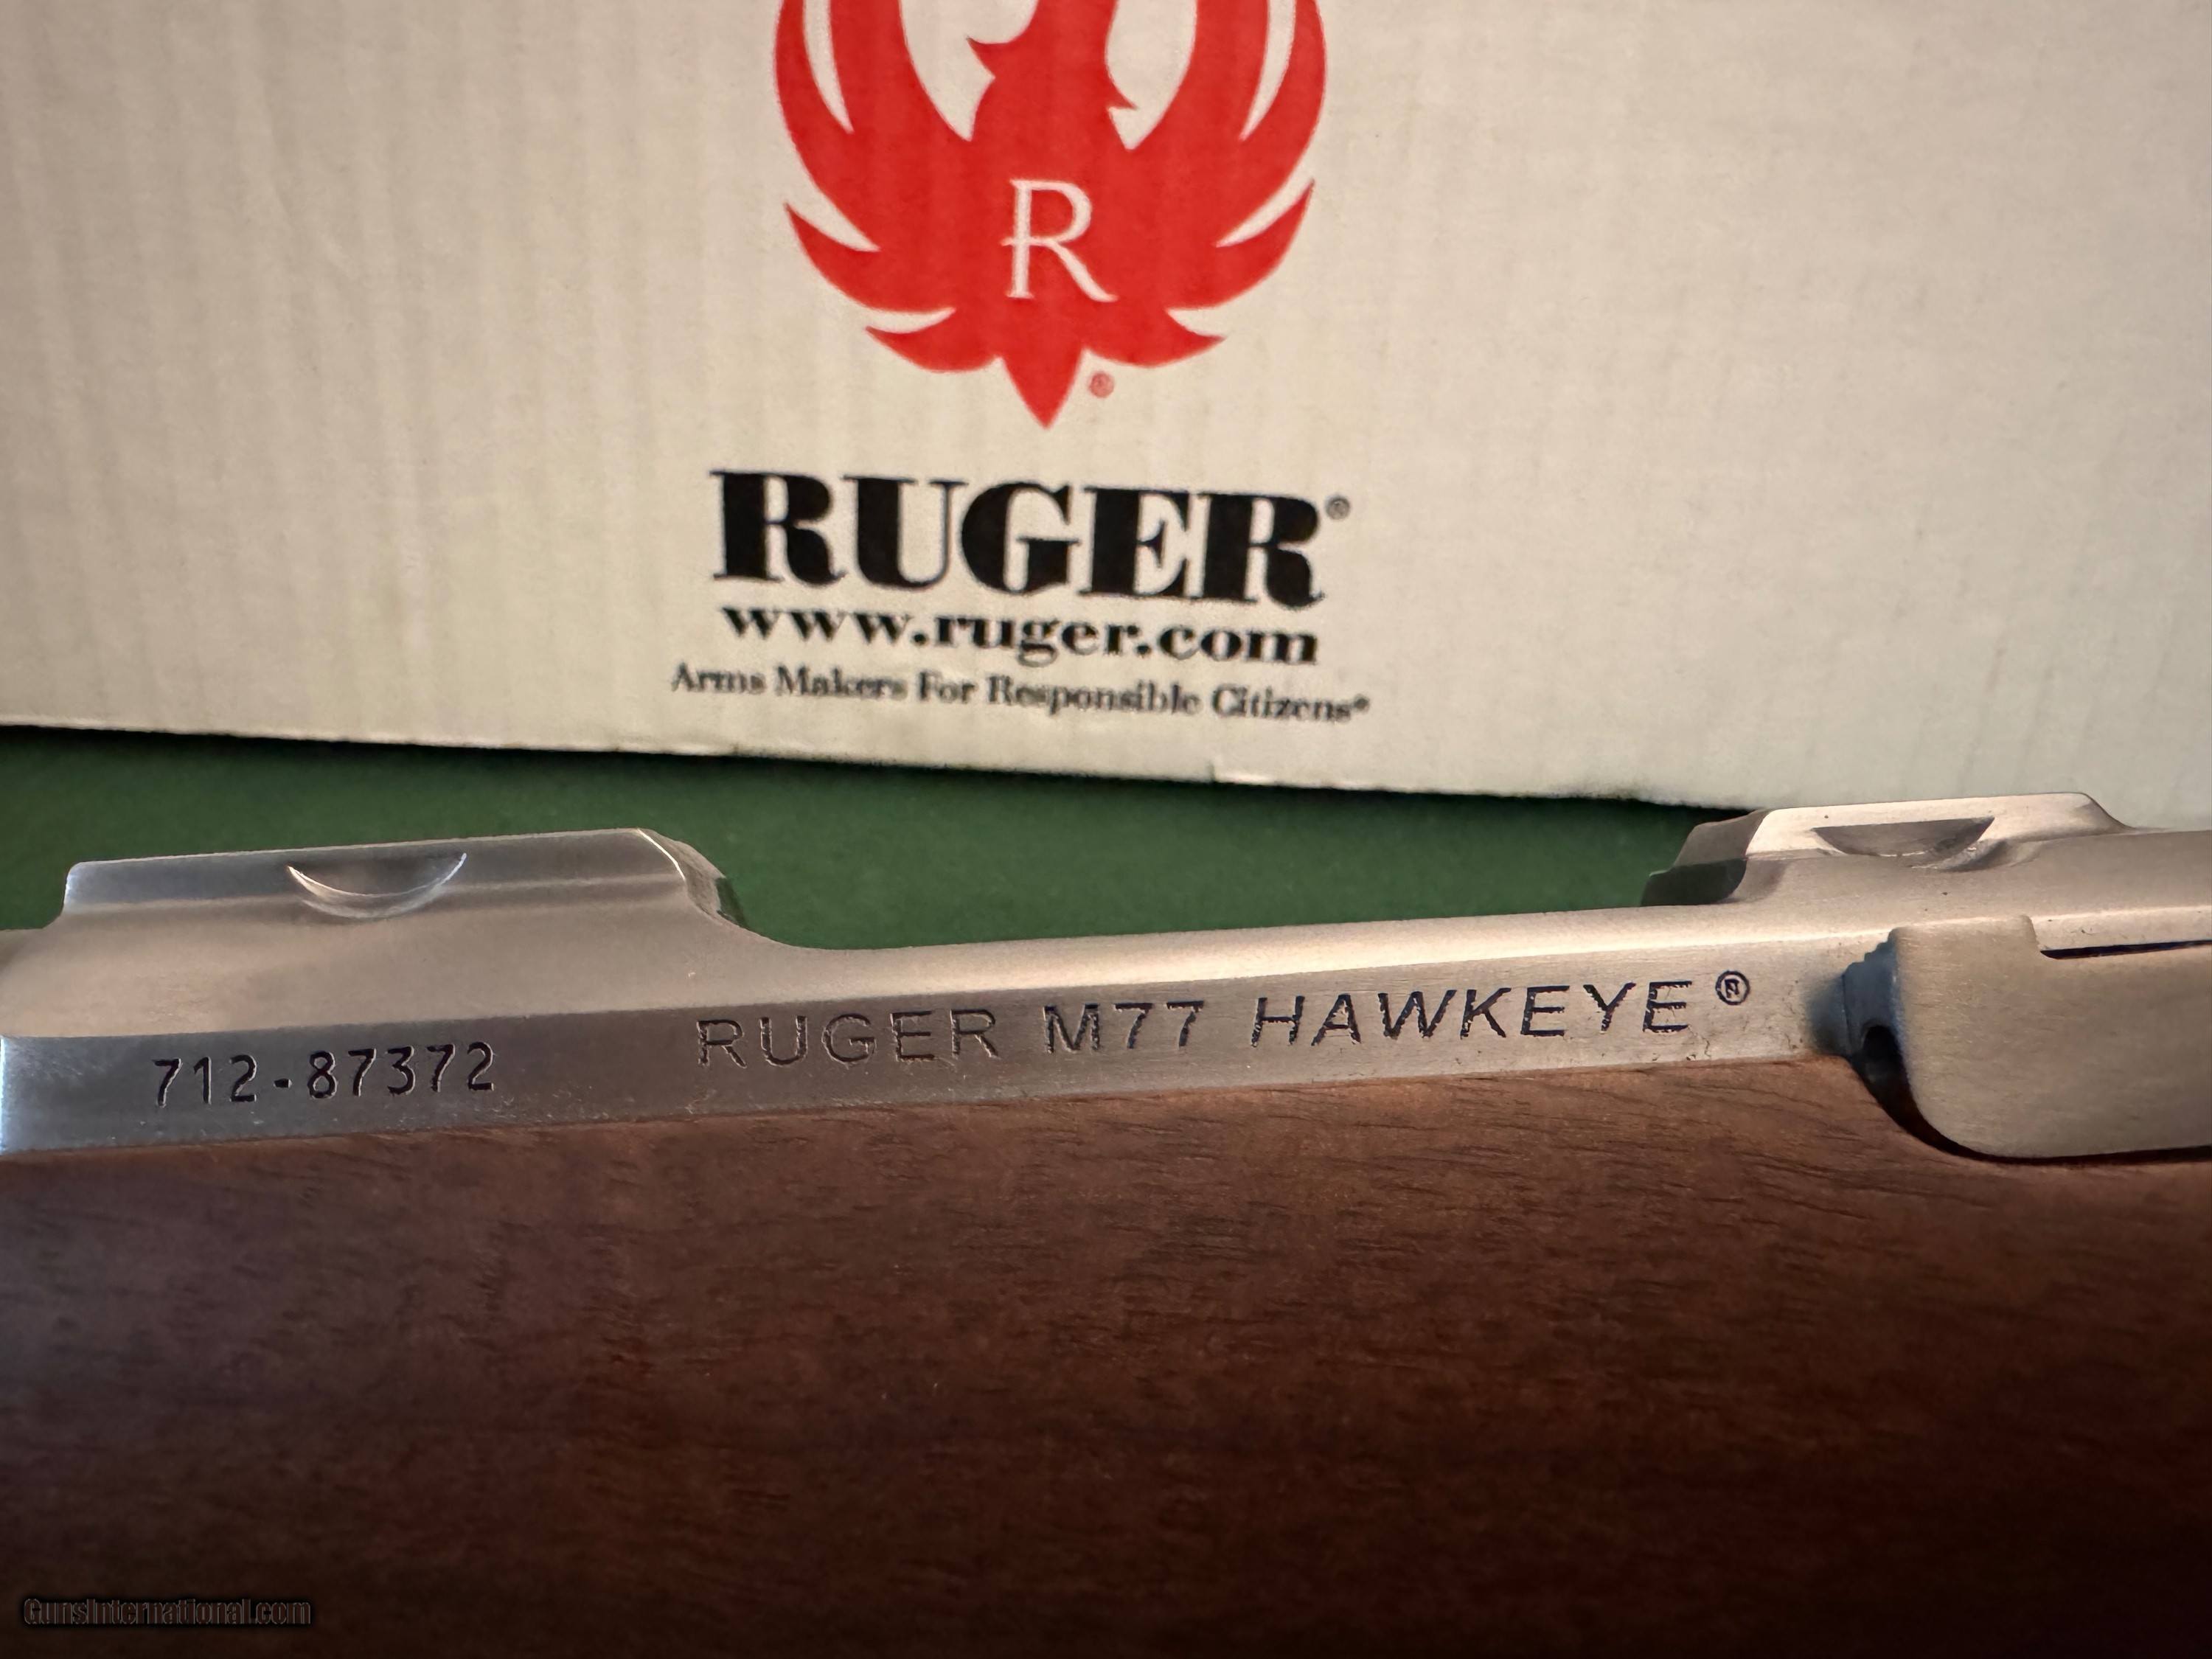 R
®
RUGER®
www.ruger.com
Arms Makers For Responsible Citizens®
712-87372 RUGER M77 HAWKEYE®
GunsInternational.com